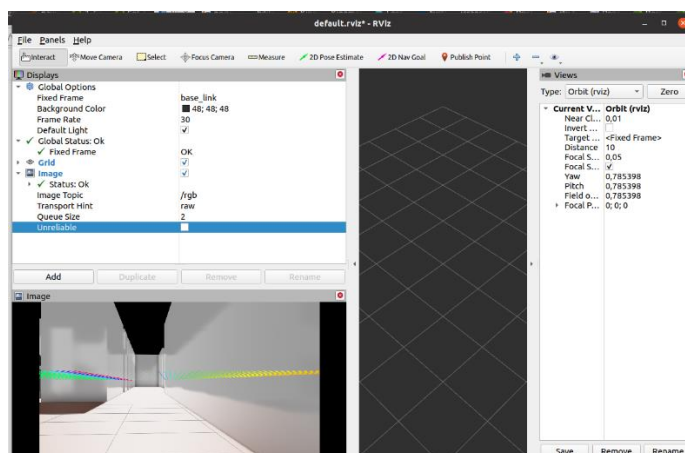 default.rviz* - RViz
File Panels Help
Interact Move Camera Select Focus Camera Measure 2D Pose Estimate 2D Nav Goal Publish Point
Displays
Global Options
Fixed Frame base_link
Background Color 48; 48; 48
Frame Rate 30
Default Light
Global Status: Ok
Fixed Frame OK
Grid
Image
Status: Ok
Image Topic /rgb
Transport Hint raw
Queue Size 2
Unreliable
Add Duplicate Remove Rename
Image
Views
Type: Orbit (rviz) Zero
Current V... Orbit (rviz)
Near Cl... 0,01
Invert ...
Target ... <Fixed Frame>
Distance 10
Focal S... 0,05
Focal S...
Yaw 0,785398
Pitch 0,785398
Field o... 0,785398
Focal P... 0; 0; 0
Save Remove Rename